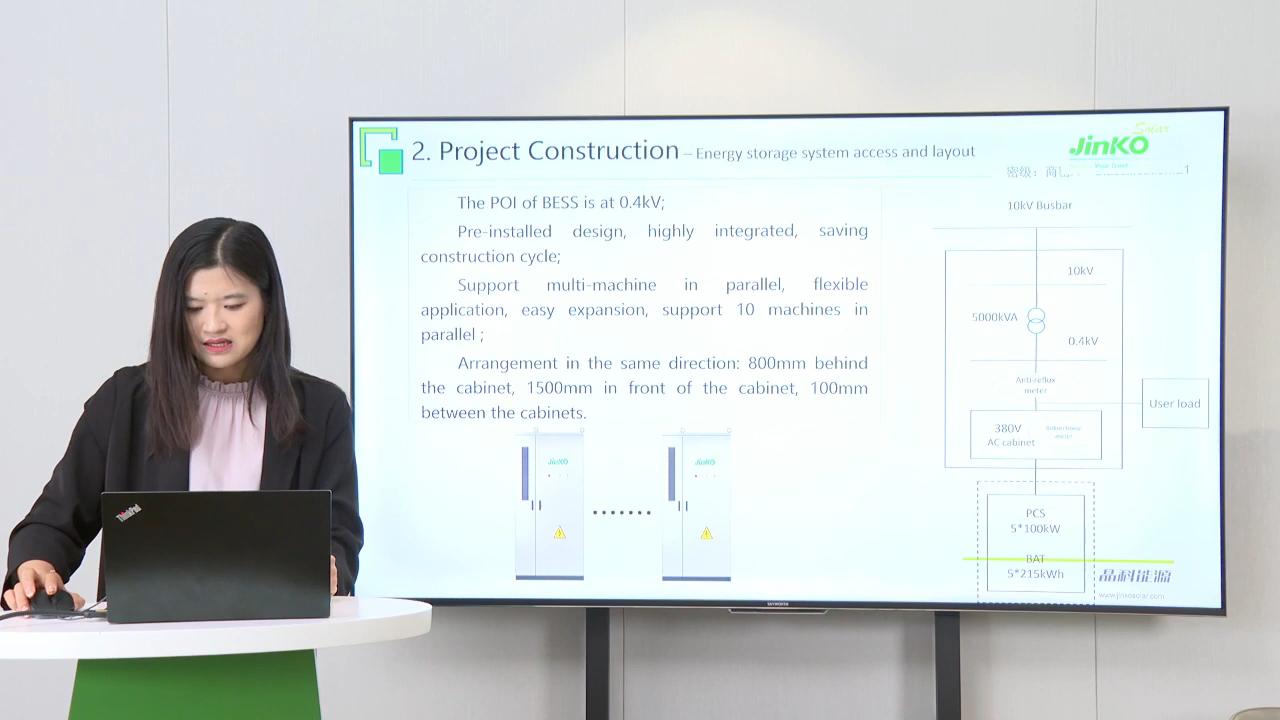 2. Project Construction – Energy storage system access and layout
Solar
JinKO
密级：商
The POI of BESS is at 0.4kV;
Pre-installed design, highly integrated, saving
construction cycle;
Support multi-machine in parallel, flexible
application, easy expansion, support 10 machines in
parallel ;
Arrangement in the same direction: 800mm behind
the cabinet, 1500mm in front of the cabinet, 100mm
between the cabinets.
JinKO
JinKO
10kV Busbar
10kV
5000kVA
0.4kV
Anti-reflux
meter
User load
380V
AC cabinet
PCS
5*100kW
BAT
5*215kWh
晶科能源
www.jinkosolar.com
SKYWORTH
ThinkPad